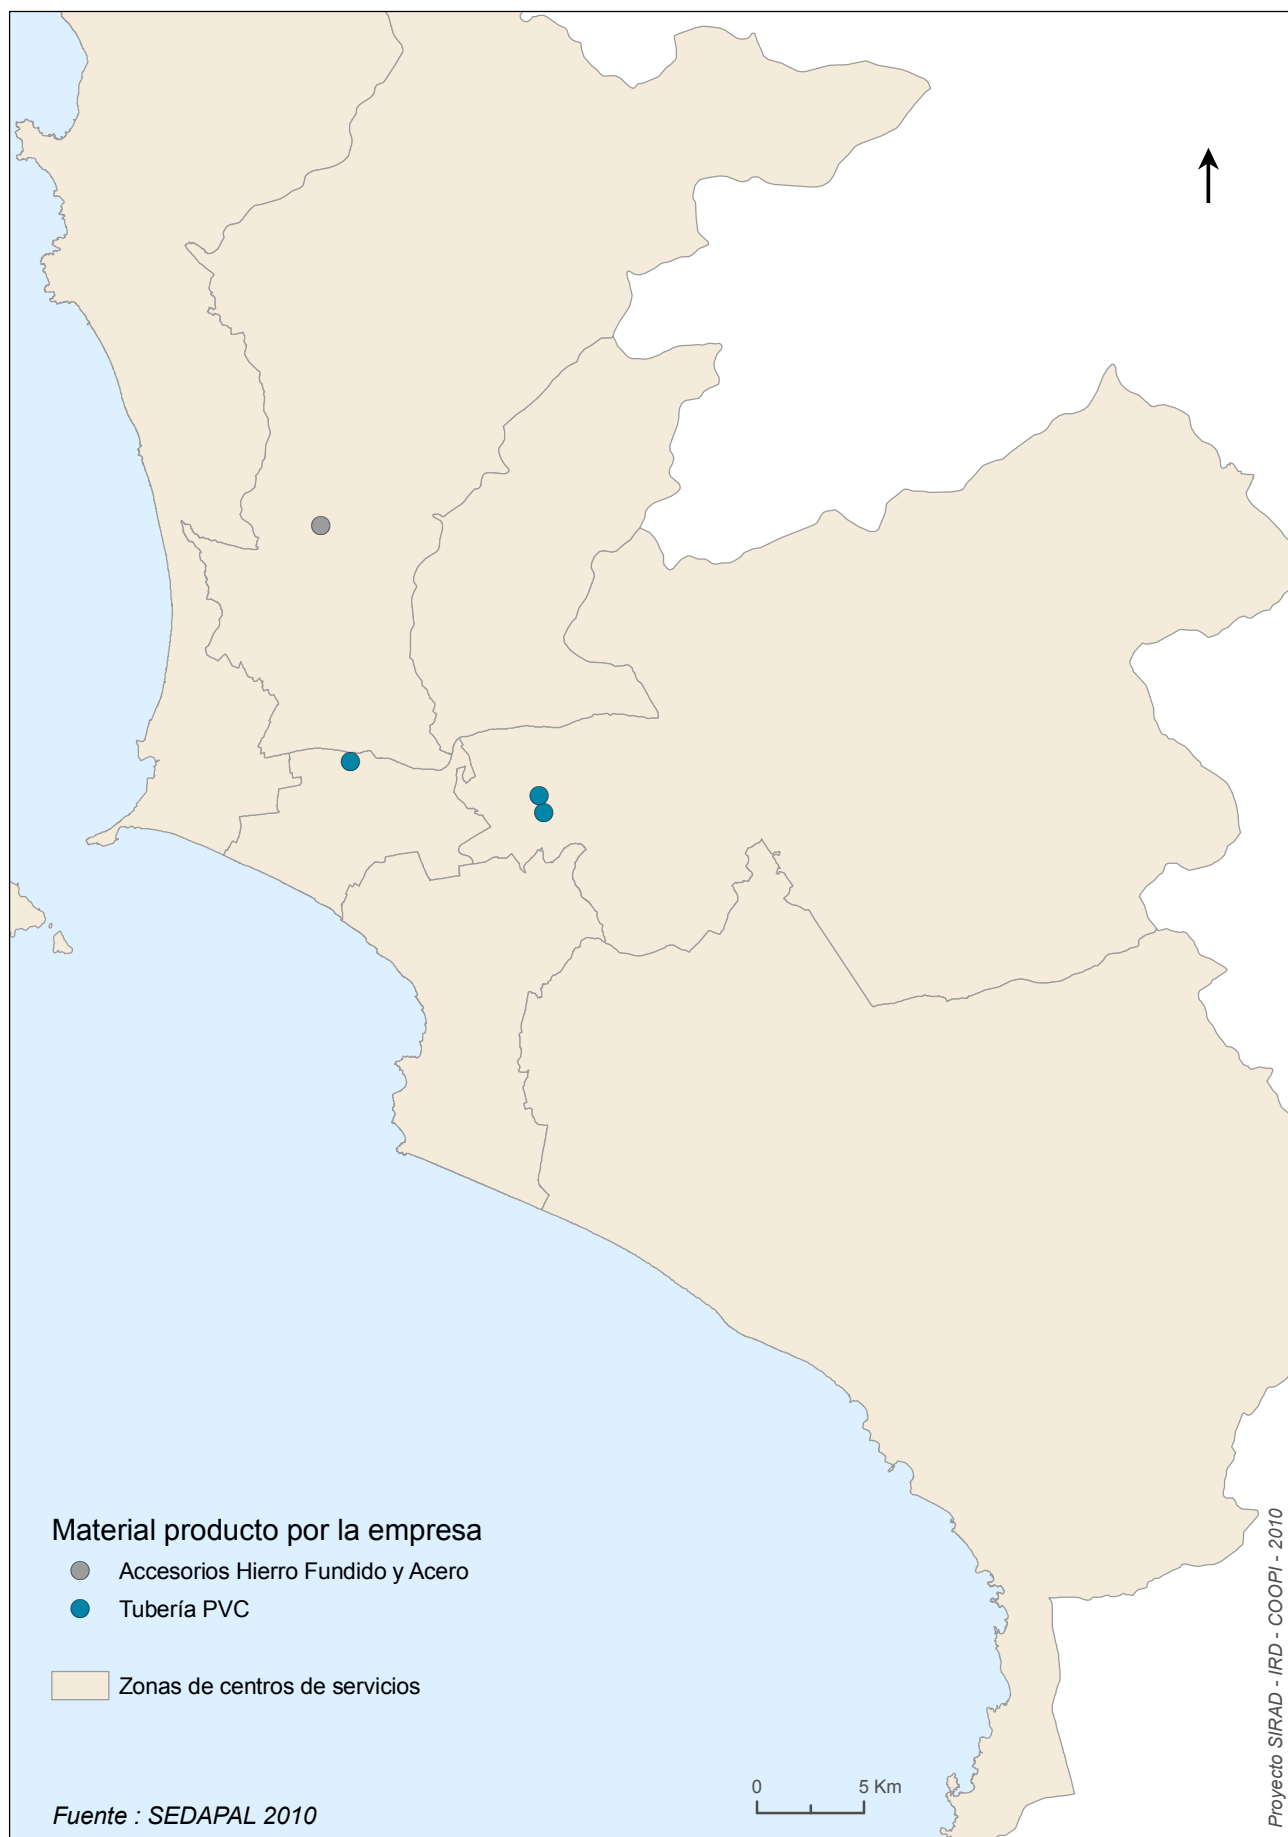 Material producto por la empresa
Accesorios Hierro Fundido y Acero
Tubería PVC
Zonas de centros de servicios
Fuente : SEDAPAL 2010
0 5 Km
Proyecto SIRAD - IRD - COOPI - 2010